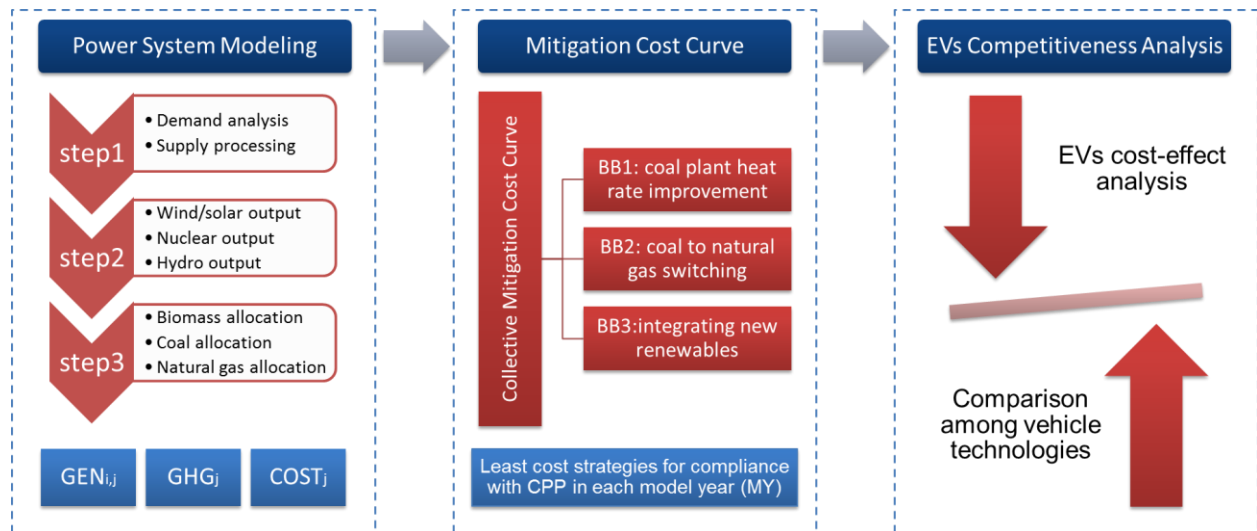 Power System Modeling
step1
• Demand analysis
• Supply processing
step2
• Wind/solar output
• Nuclear output
• Hydro output
step3
• Biomass allocation
• Coal allocation
• Natural gas allocation
GENi,j
GHGj
COSTj
Mitigation Cost Curve
Collective Mitigation Cost Curve
BB1: coal plant heat
rate improvement
BB2: coal to natural
gas switching
BB3:integrating new
renewables
Least cost strategies for compliance
with CPP in each model year (MY)
EVs Competitiveness Analysis
EVs cost-effect
analysis
Comparison
among vehicle
technologies